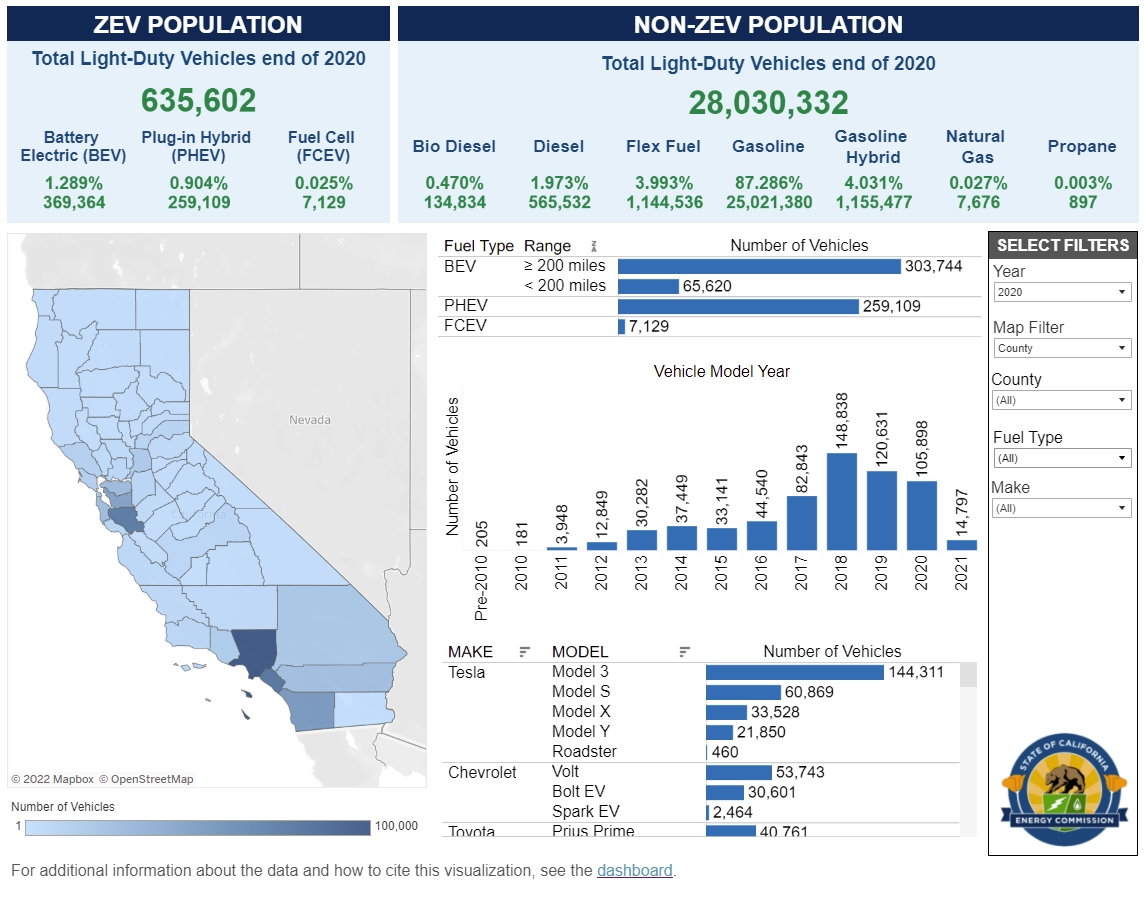 ZEV POPULATION
Total Light-Duty Vehicles end of 2020
635,602
Battery Electric (BEV)
1.289%
369,364
Plug-in Hybrid (PHEV)
0.904%
259,109
Fuel Cell (FCEV)
0.025%
7,129
NON-ZEV POPULATION
Total Light-Duty Vehicles end of 2020
28,030,332
Bio Diesel
0.470%
134,834
Diesel
1.973%
565,532
Flex Fuel
3.993%
1,144,536
Gasoline
87.286%
25,021,380
Gasoline Hybrid
4.031%
1,155,477
Natural Gas
0.027%
7,676
Propane
0.003%
897
Nevada
California
© 2022 Mapbox © OpenStreetMap
Number of Vehicles
1 100,000
Fuel Type Range Number of Vehicles
BEV ≥ 200 miles 303,744
< 200 miles 65,620
PHEV 259,109
FCEV 7,129
Vehicle Model Year
Number of Vehicles
205 181 3,948 12,849 30,282 37,449 33,141 44,540 82,843 148,838 120,631 105,898 14,797
Pre-2010 2010 2011 2012 2013 2014 2015 2016 2017 2018 2019 2020 2021
MAKE MODEL Number of Vehicles
Tesla Model 3 144,311
Model S 60,869
Model X 33,528
Model Y 21,850
Roadster 460
Chevrolet Volt 53,743
Bolt EV 30,601
Spark EV 2,464
Toyota Prius Prime 40,761
SELECT FILTERS
Year
2020
Map Filter
County
County
(All)
Fuel Type
(All)
Make
(All)
STATE OF CALIFORNIA
ENERGY COMMISSION
For additional information about the data and how to cite this visualization, see the dashboard.